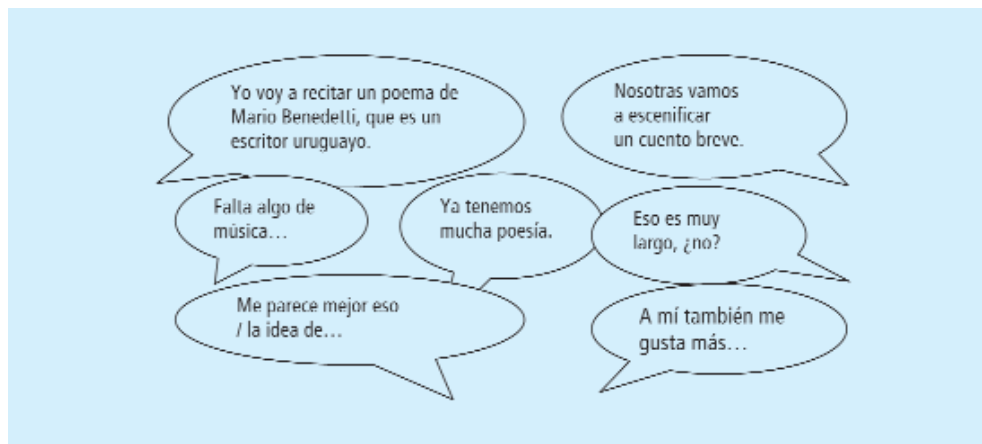 Yo voy a recitar un poema de
Mario Benedetti, que es un
escritor uruguayo.
Nosotras vamos
a escenificar
un cuento breve.
Falta algo de
música…
Ya tenemos
mucha poesía.
Eso es muy
largo, ¿no?
Me parece mejor eso
/ la idea de…
A mí también me
gusta más…